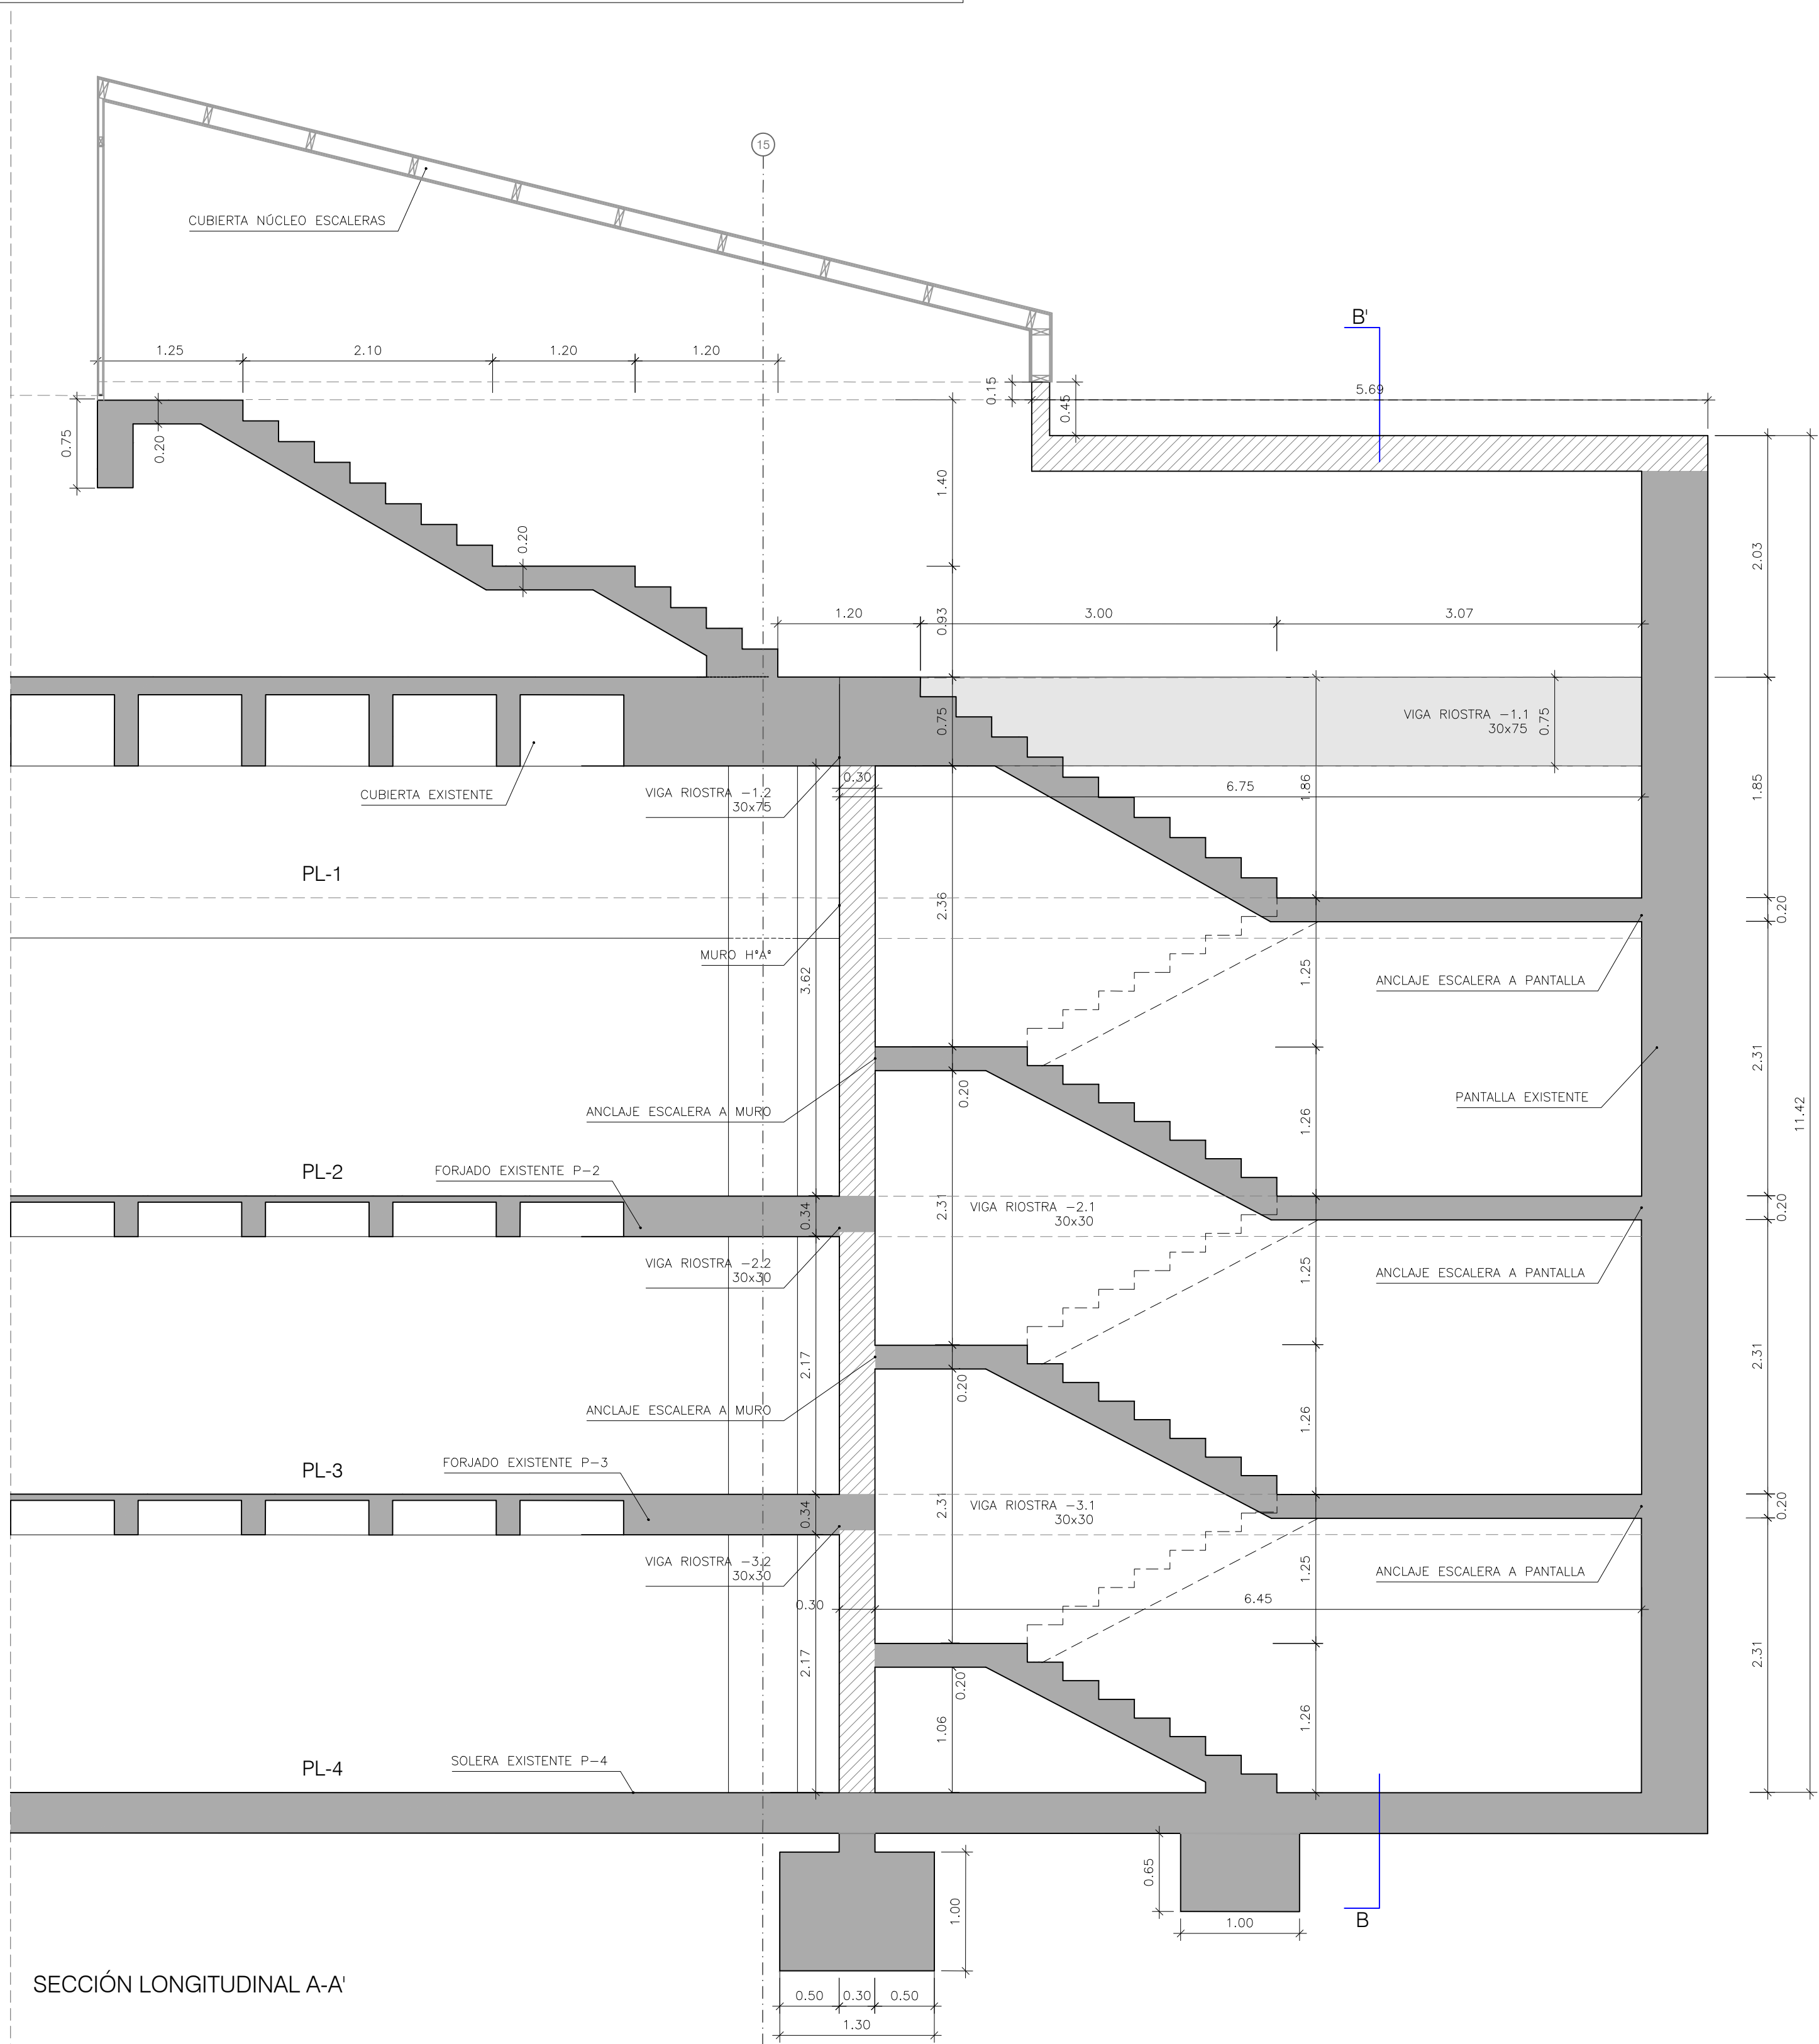 15
CUBIERTA NÚCLEO ESCALERAS
B'
1.25
2.10
1.20
1.20
0.15
0.45
5.69
0.75
0.20
0.20
1.40
0.93
2.03
1.20
3.00
3.07
0.75
VIGA RIOSTRA -1.1
30x75
0.75
CUBIERTA EXISTENTE
VIGA RIOSTRA -1.2
30x75
0.30
6.75
1.86
1.85
PL-1
2.36
0.20
MURO HªAª
3.62
1.25
ANCLAJE ESCALERA A PANTALLA
2.31
11.42
ANCLAJE ESCALERA A MURO
0.20
1.26
PANTALLA EXISTENTE
PL-2
FORJADO EXISTENTE P-2
0.34
2.31
VIGA RIOSTRA -2.1
30x30
0.20
VIGA RIOSTRA -2.2
30x30
1.25
ANCLAJE ESCALERA A PANTALLA
2.17
2.31
0.20
ANCLAJE ESCALERA A MURO
1.26
PL-3
FORJADO EXISTENTE P-3
0.34
2.31
VIGA RIOSTRA -3.1
30x30
0.20
VIGA RIOSTRA -3.2
30x30
1.25
ANCLAJE ESCALERA A PANTALLA
0.30
6.45
2.17
0.20
2.31
1.06
1.26
PL-4
SOLERA EXISTENTE P-4
0.65
1.00
1.00
B
SECCIÓN LONGITUDINAL A-A'
0.50
0.30
0.50
1.30